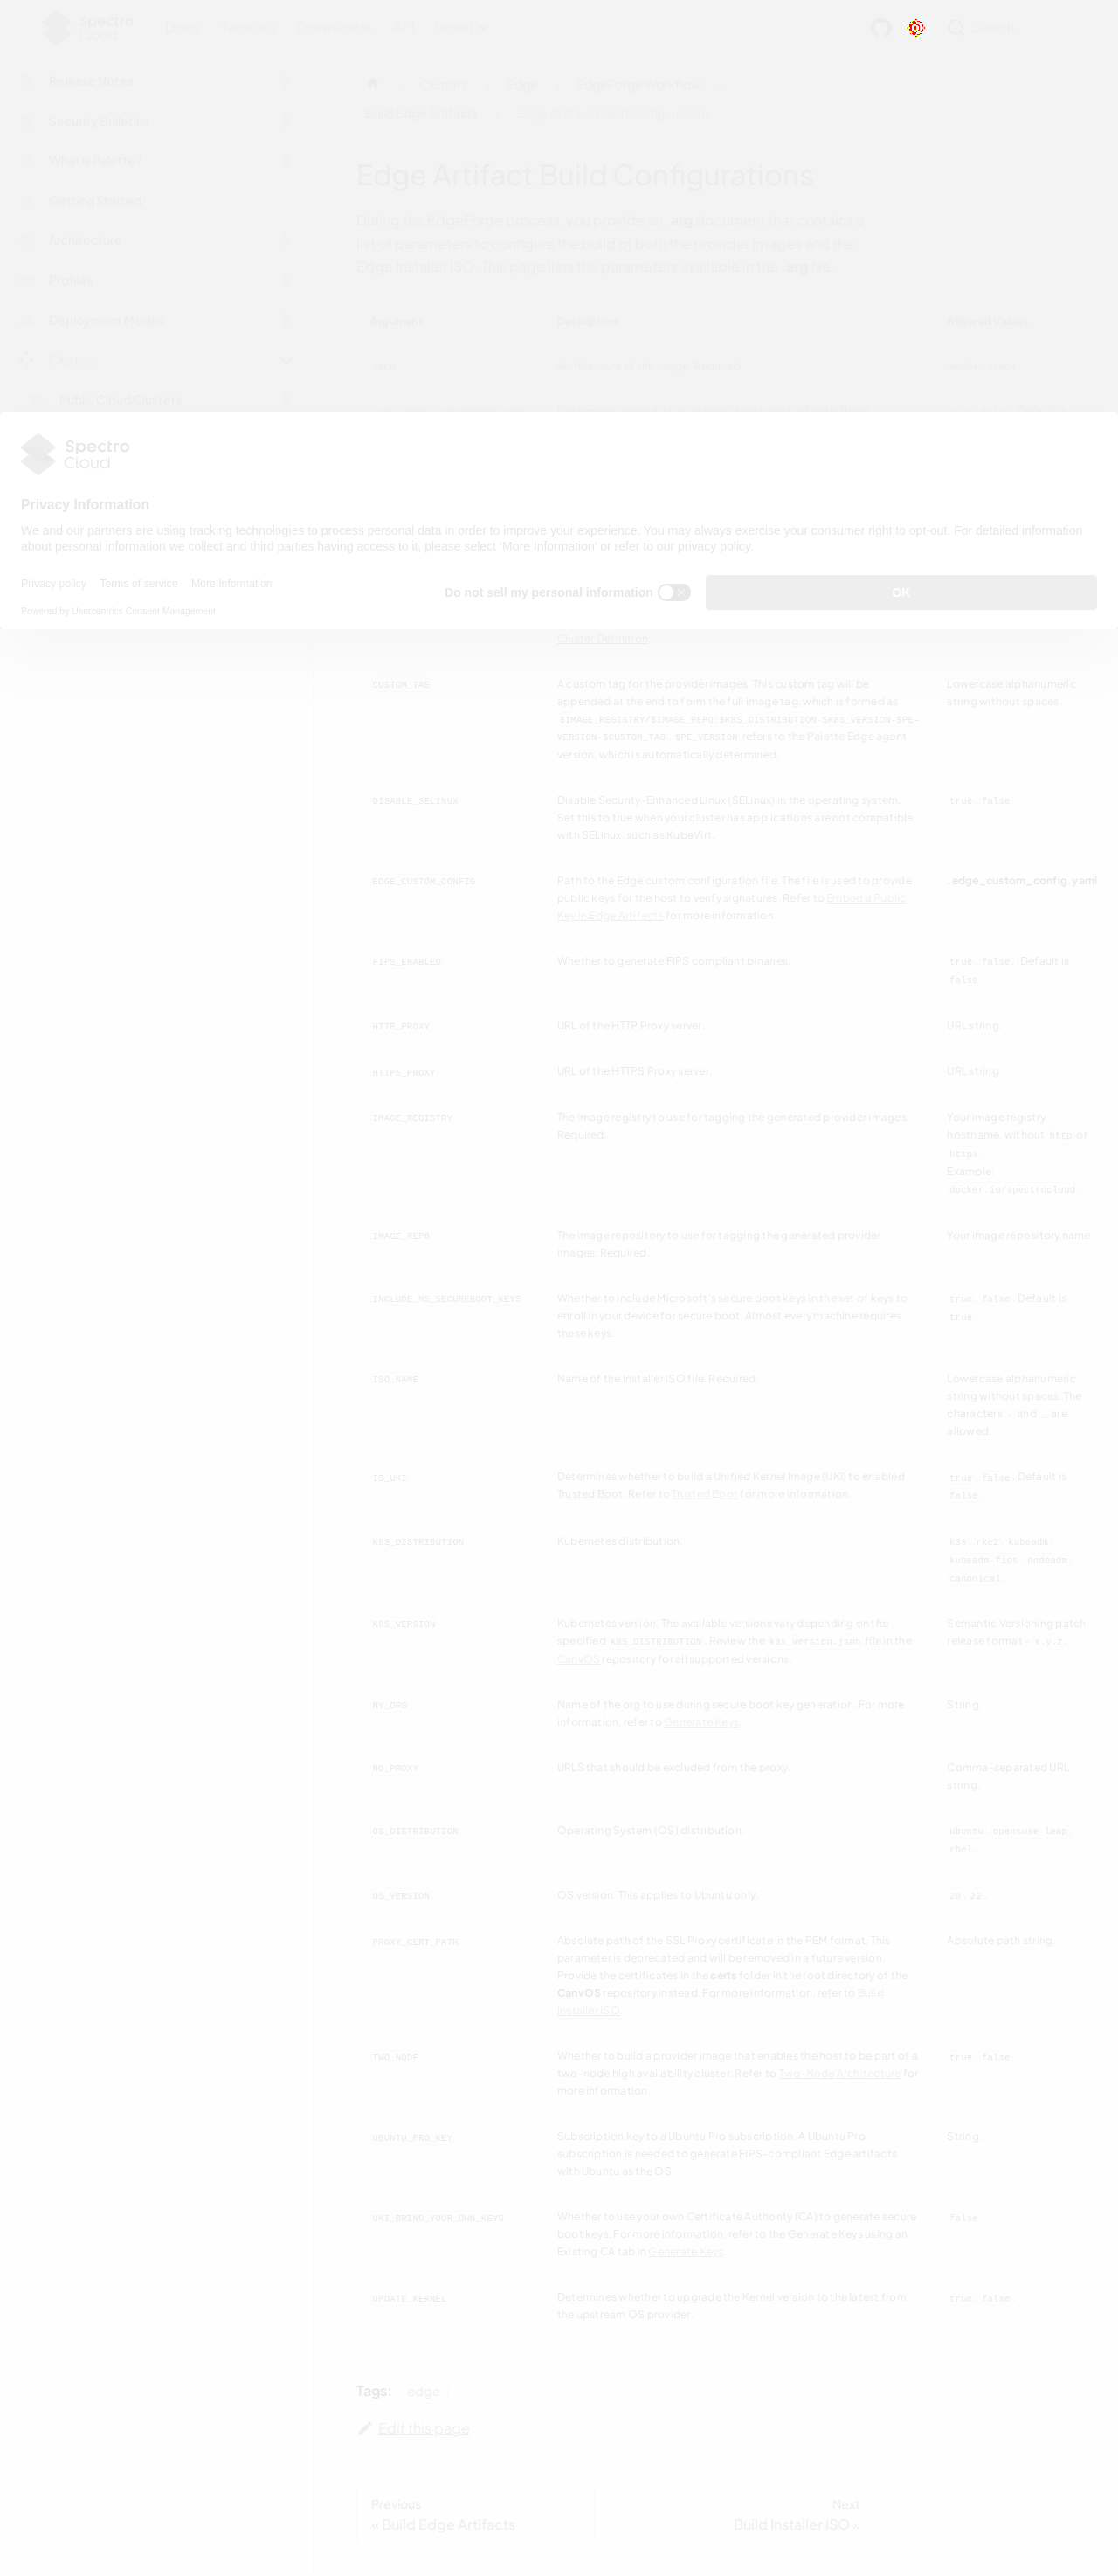 Spectro
Cloud
Docs
Tutorials
Downloads
API
latest
Search
Release Notes
Security Bulletins
What is Palette?
Getting Started
Architecture
Profiles
Deployment Modes
Clusters
Public Cloud Clusters
Clusters
Edge
EdgeForge Workflow
Build Edge Artifacts
Edge Artifact Build Configurations
Edge Artifact Build Configurations
During the EdgeForge process, you provide an .arg document that contains a
list of parameters to configure the build of both the provider images and the
Edge Installer ISO. This page lists the parameters available in the .arg file.
Argument
Description
Allowed Values
Spectro
Cloud
Privacy Information
We and our partners are using tracking technologies to process personal data in order to improve your experience. You may always exercise your consumer right to opt-out. For detailed information
about personal information we collect and third parties having access to it, please select 'More Information' or refer to our privacy policy.
Privacy policy Terms of service More Information
Do not sell my personal information
OK
Powered by Usercentrics Consent Management
Cluster Definition.
CUSTOM_TAG
A custom tag for the provider images. This custom tag will be
appended at the end to form the full image tag, which is formed as
$IMAGE_REGISTRY/$IMAGE_REPO:$K8S_DISTRIBUTION-$K8S_VERSION-$PE-
VERSION-$CUSTOM_TAG. $PE_VERSION refers to the Palette Edge agent
version, which is automatically determined.
Lowercase alphanumeric
string without spaces.
DISABLE_SELINUX
Disable Security-Enhanced Linux (SELinux) in the operating system.
Set this to true when your cluster has applications are not compatible
with SELinux, such as KubeVirt.
true, false
EDGE_CUSTOM_CONFIG
Path to the Edge custom configuration file. The file is used to provide
public keys for the host to verify signatures. Refer to Embed a Public
Key in Edge Artifacts for more information.
.edge_custom_config.yaml
FIPS_ENABLED
Whether to generate FIPS compliant binaries.
true, false. Default is
false
HTTP_PROXY
URL of the HTTP Proxy server.
URL string.
HTTPS_PROXY
URL of the HTTPS Proxy server.
URL string.
IMAGE_REGISTRY
The image registry to use for tagging the generated provider images.
Required.
Your image registry
hostname, without http or
https.
Example:
docker.io/spectrocloud.
IMAGE_REPO
The image repository to use for tagging the generated provider
images. Required
Your image repository name.
INCLUDE_MS_SECUREBOOT_KEYS
Whether to include Microsoft's secure boot keys in the set of keys to
enroll in your device for secure boot. Almost every machine requires
these keys.
true, false. Default is
true.
ISO_NAME
Name of the installer ISO file. Required
Lowercase alphanumeric
string without spaces. The
characters - and _ are
allowed.
IS_UKI
Determines whether to build a Unified Kernel Image (UKI) to enabled
Trusted Boot. Refer to Trusted Boot for more information.
true, false. Default is
false.
K8S_DISTRIBUTION
Kubernetes distribution.
k3s, rke2, kubeadm,
kubeadm-fips, nodeadm,
canonical.
K8S_VERSION
Kubernetes version. The available versions vary depending on the
specified K8S_DISTRIBUTION. Review the k8s_version.json file in the
CanvOS repository for all supported versions.
Semantic Versioning patch
release format - x.y.z.
MY_ORG
Name of the org to use during secure boot key generation. For more
information, refer to Generate Keys.
String.
NO_PROXY
URLS that should be excluded from the proxy.
Comma-separated URL
string.
OS_DISTRIBUTION
Operating System (OS) distribution.
ubuntu, opensuse-leap,
rhel.
OS_VERSION
OS version. This applies to Ubuntu only.
20, 22.
PROXY_CERT_PATH
Absolute path of the SSL Proxy certificate in the PEM format. This
parameter is deprecated and will be removed in a future version.
Provide the certificates in the certs folder in the root directory of the
CanvOS repository instead. For more information, refer to Build
Installer ISO.
Absolute path string.
TWO_NODE
Whether to build a provider image that enables the host to be part of a
two-node high availability cluster. Refer to Two-Node Architecture for
more information
true, false
UBUNTU_PRO_KEY
Subscription key to a Ubuntu Pro subscription. A Ubuntu Pro
subscription is needed to generate FIPS-compliant Edge artifacts
with Ubuntu as the OS.
String.
UKI_BRING_YOUR_OWN_KEYS
Whether to use your own Certificate Authority (CA) to generate secure
boot keys. For more information, refer to the Generate Keys using an
Existing CA tab in Generate Keys.
false
UPDATE_KERNEL
Determines whether to upgrade the Kernel version to the latest from
the upstream OS provider.
true, false
Tags: edge
Edit this page
Previous
« Build Edge Artifacts
Next
Build Installer ISO »